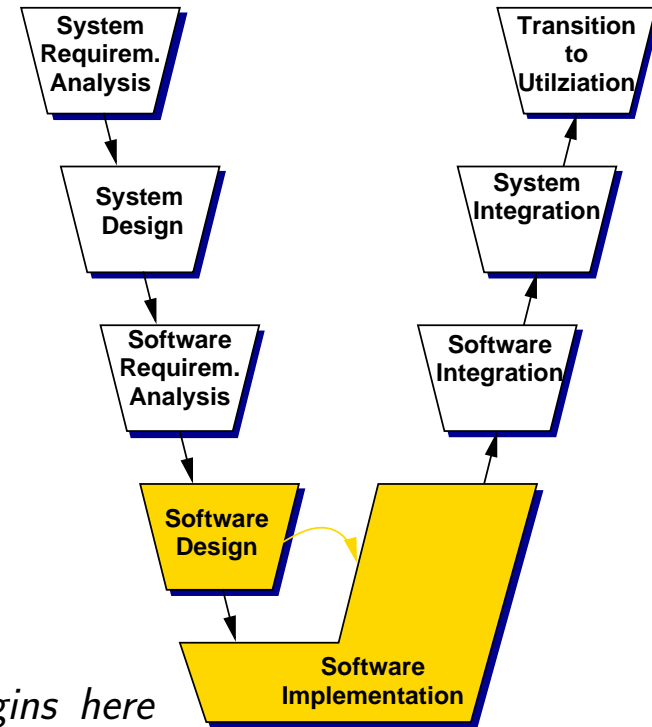 System
Requirem.
Analysis
System
Design
Software
Requirem.
Analysis
Software
Design
Software
Implementation
Software
Integration
System
Integration
Transition
to
Utilziation
gins here